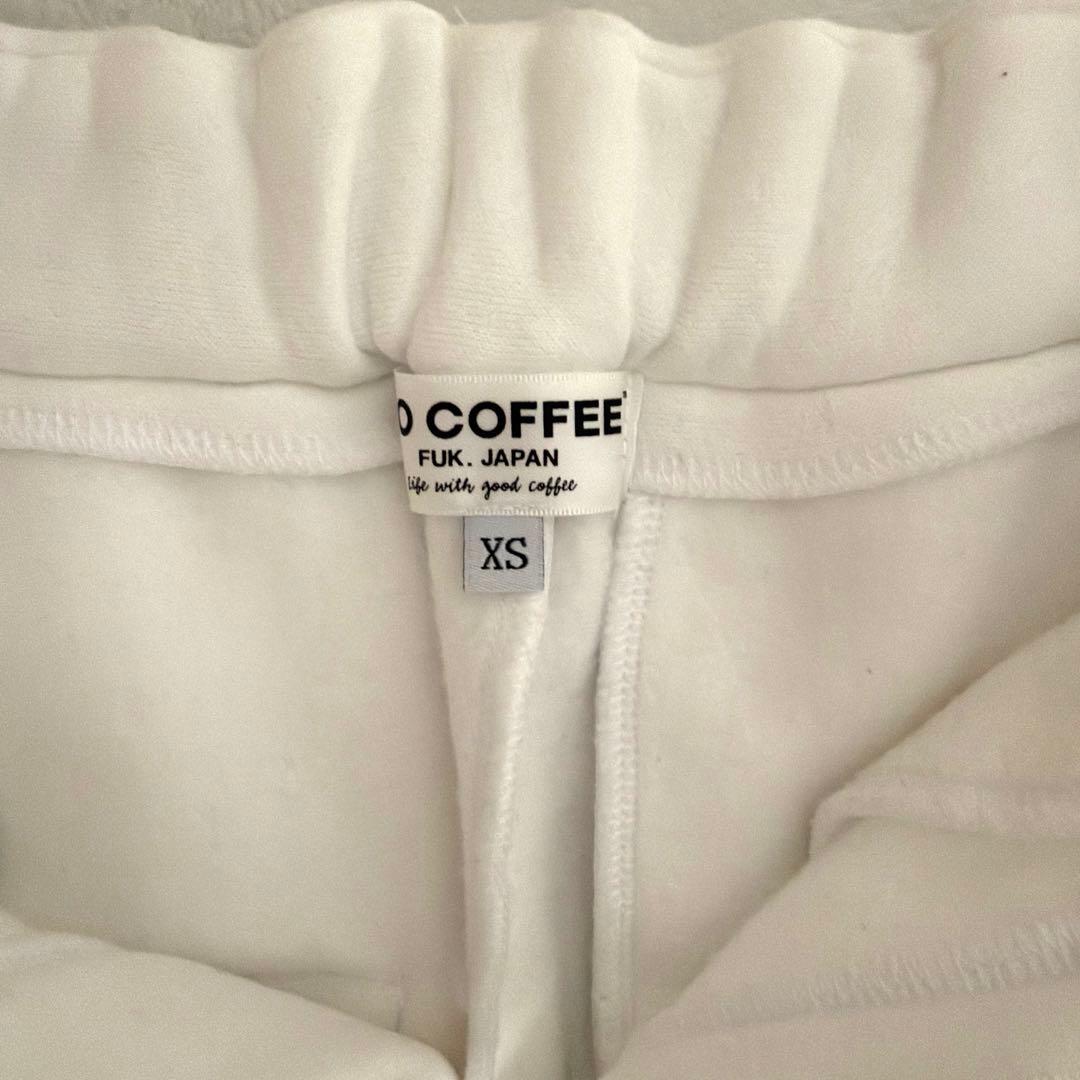 O COFFEE
FUK. JAPAN
Life with good coffee
XS